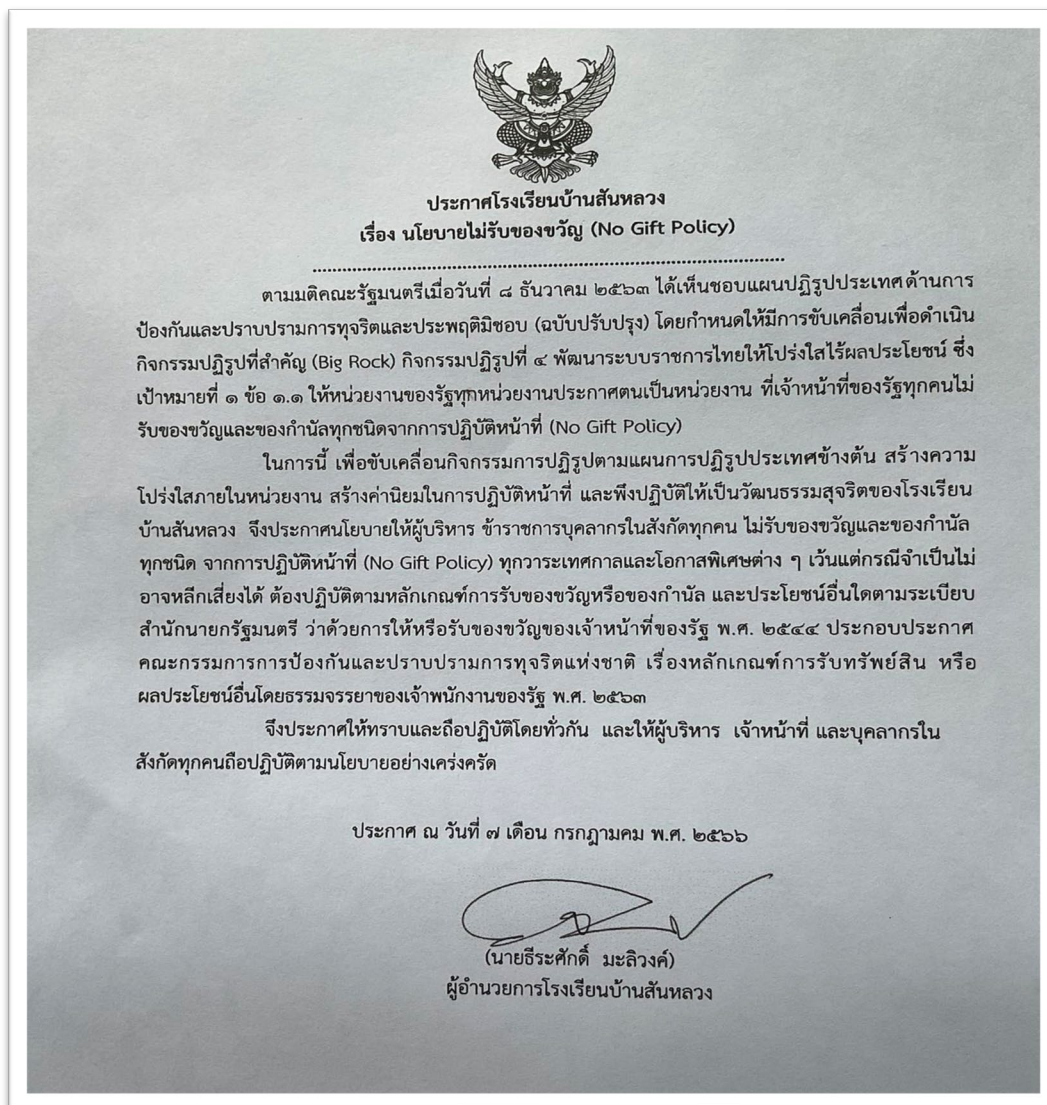 ประกาศโรงเรียนบ้านสันหลวง
เรื่อง นโยบายไม่รับของขวัญ (No Gift Policy)
................................................................................................
ตามมติคณะรัฐมนตรีเมื่อวันที่ ๘ ธันวาคม ๒๕๖๓ ได้เห็นชอบแผนปฏิรูปประเทศด้านการ
ป้องกันและปราบปรามการทุจริตและประพฤติมิชอบ (ฉบับปรับปรุง) โดยกำหนดให้มีการขับเคลื่อนเพื่อดำเนิน
กิจกรรมปฏิรูปที่สำคัญ (Big Rock) กิจกรรมปฏิรูปที่ ๔ พัฒนาระบบราชการไทยให้โปร่งใสไร้ผลประโยชน์ ซึ่ง
เป้าหมายที่ ๑ ข้อ ๑.๑ ให้หน่วยงานของรัฐทุกหน่วยงานประกาศตนเป็นหน่วยงาน ที่เจ้าหน้าที่ของรัฐทุกคนไม่
รับของขวัญและของกำนัลทุกชนิดจากการปฏิบัติหน้าที่ (No Gift Policy)
ในการนี้ เพื่อขับเคลื่อนกิจกรรมการปฏิรูปตามแผนการปฏิรูปประเทศข้างต้น สร้างความ
โปร่งใสภายในหน่วยงาน สร้างค่านิยมในการปฏิบัติหน้าที่ และพึงปฏิบัติให้เป็นวัฒนธรรมสุจริตของโรงเรียน
บ้านสันหลวง จึงประกาศนโยบายให้ผู้บริหาร ข้าราชการบุคลากรในสังกัดทุกคน ไม่รับของขวัญและของกำนัล
ทุกชนิด จากการปฏิบัติหน้าที่ (No Gift Policy) ทุกวาระเทศกาลและโอกาสพิเศษต่าง ๆ เว้นแต่กรณีจำเป็นไม่
อาจหลีกเสี่ยงได้ ต้องปฏิบัติตามหลักเกณฑ์การรับของขวัญหรือของกำนัล และประโยชน์อื่นใดตามระเบียบ
สำนักนายกรัฐมนตรี ว่าด้วยการให้หรือรับของขวัญของเจ้าหน้าที่ของรัฐ พ.ศ. ๒๕๔๔ ประกอบประกาศ
คณะกรรมการการป้องกันและปราบปรามการทุจริตแห่งชาติ เรื่องหลักเกณฑ์การรับทรัพย์สิน หรือ
ผลประโยชน์อื่นโดยธรรมจรรยาของเจ้าพนักงานของรัฐ พ.ศ. ๒๕๖๓
จึงประกาศให้ทราบและถือปฏิบัติโดยทั่วกัน และให้ผู้บริหาร เจ้าหน้าที่ และบุคลากรใน
สังกัดทุกคนถือปฏิบัติตามนโยบายอย่างเคร่งครัด
ประกาศ ณ วันที่ ๗ เดือน กรกฎามคม พ.ศ. ๒๕๖๖
(นายธีระศักดิ์ มะลิวงค์)
ผู้อำนวยการโรงเรียนบ้านสันหลวง